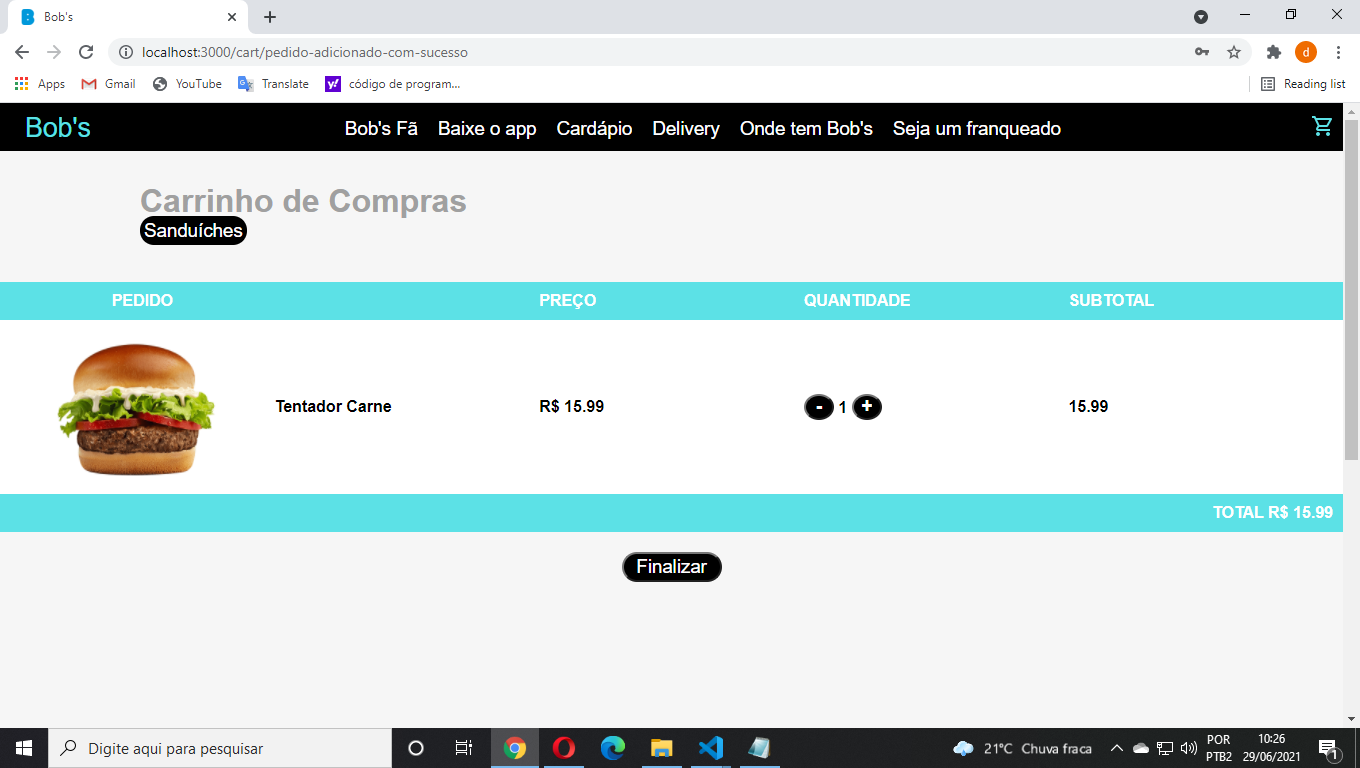 Bob's
localhost:3000/cart/pedido-adicionado-com-sucesso
d
Apps Gmail YouTube Translate código de program... Reading list
Bob's Bob's Fã Baixe o app Cardápio Delivery Onde tem Bob's Seja um franqueado
Carrinho de Compras
Sanduíches
PEDIDO PREÇO QUANTIDADE SUBTOTAL
Tentador Carne R$ 15.99 - 1 + 15.99
TOTAL R$ 15.99
Finalizar
Digite aqui para pesquisar
21°C Chuva fraca
POR
PTB2
10:26
29/06/2021
1